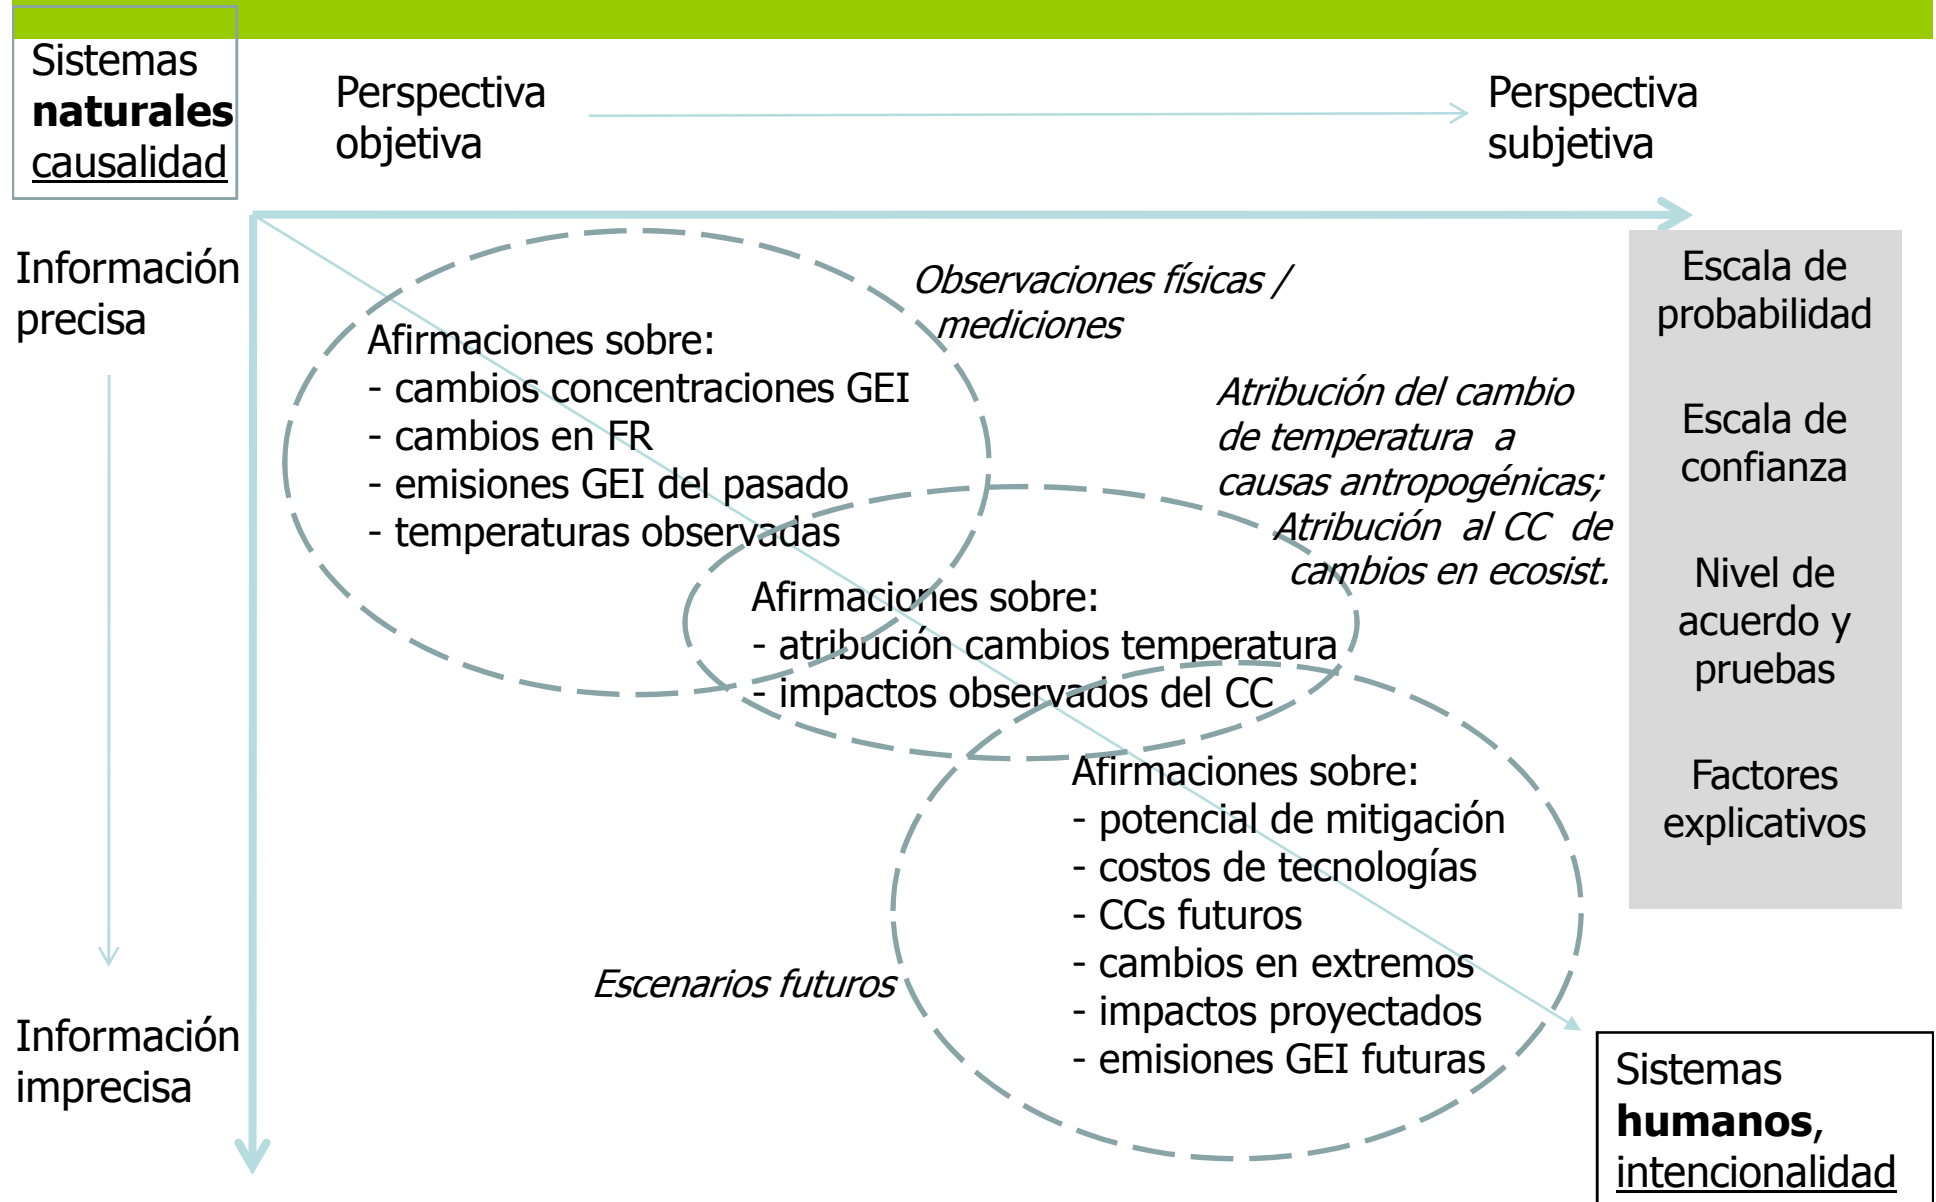 Sistemas
naturales
causalidad
Perspectiva
objetiva
Perspectiva
subjetiva
Información
precisa
Información
imprecisa
Observaciones físicas /
mediciones
Afirmaciones sobre:
- cambios concentraciones GEI
- cambios en FR
- emisiones GEI del pasado
- temperaturas observadas
Atribución del cambio
de temperatura a
causas antropogénicas;
Atribución al CC de
cambios en ecosist.
Afirmaciones sobre:
- atribución cambios temperatura
- impactos observados del CC
Afirmaciones sobre:
- potencial de mitigación
- costos de tecnologías
- CCs futuros
- cambios en extremos
- impactos proyectados
- emisiones GEI futuras
Escenarios futuros
Escala de
probabilidad
Escala de
confianza
Nivel de
acuerdo y
pruebas
Factores
explicativos
Sistemas
humanos,
intencionalidad